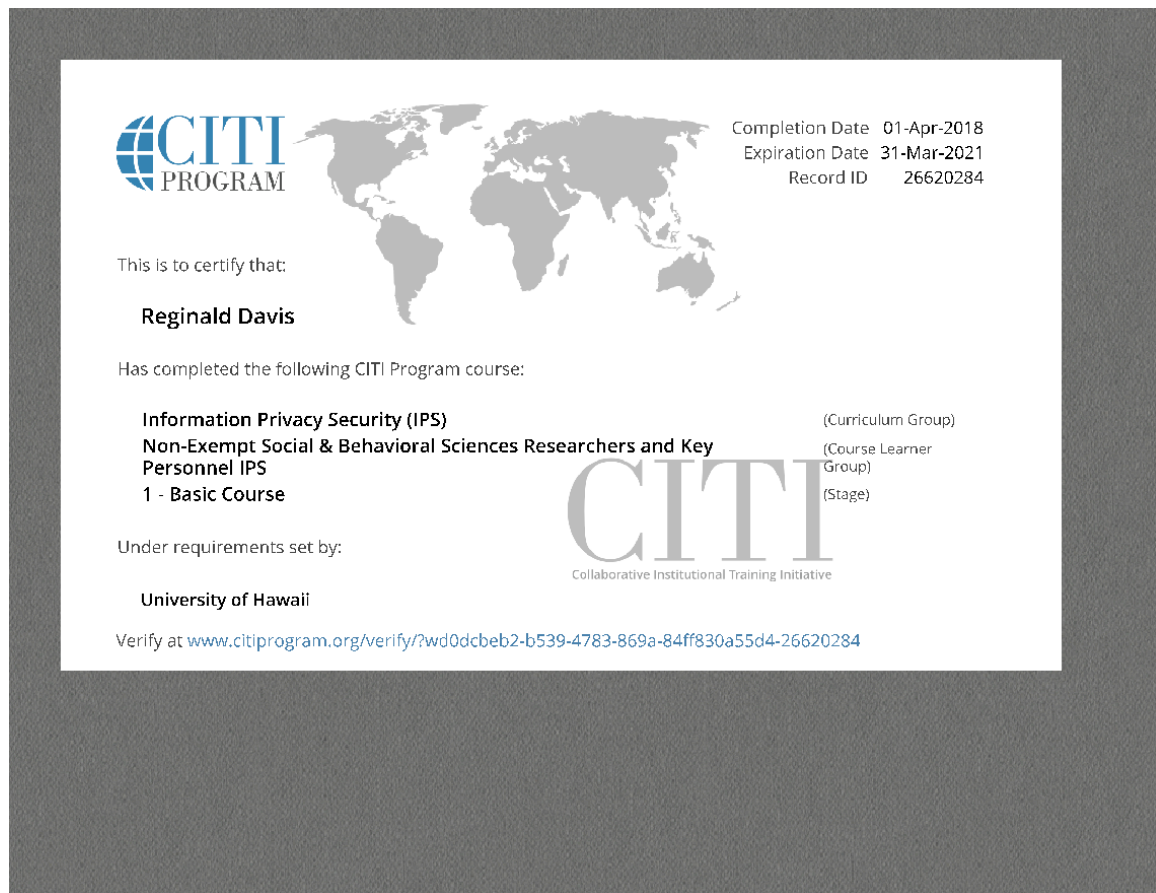 CITI
PROGRAM
Completion Date 01-Apr-2018
Expiration Date 31-Mar-2021
Record ID 26620284
This is to certify that:
Reginald Davis
Has completed the following CITI Program course:
Information Privacy Security (IPS) (Curriculum Group)
Non-Exempt Social & Behavioral Sciences Researchers and Key
Personnel IPS
(Course Learner
Group)
1 - Basic Course (Stage)
Under requirements set by:
CITI
Collaborative Institutional Training Initiative
University of Hawaii
Verify at www.citiprogram.org/verify/?wd0dcbeb2-b539-4783-869a-84ff830a55d4-26620284